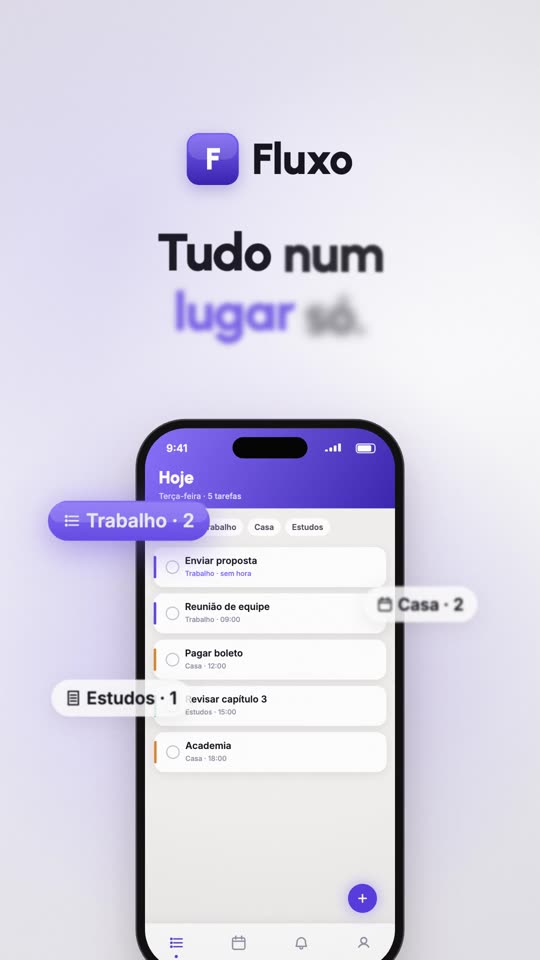 F Fluxo
Tudo num
lugar só.
9:41
Hoje
Terça-feira · 5 tarefas
Trabalho · 2
abalho
Casa
Estudos
Enviar proposta
Trabalho · sem hora
Reunião de equipe
Trabalho · 09:00
Casa · 2
Pagar boleto
Casa · 12:00
Estudos · 1
Revisar capítulo 3
Estudos · 15:00
Academia
Casa · 18:00
+